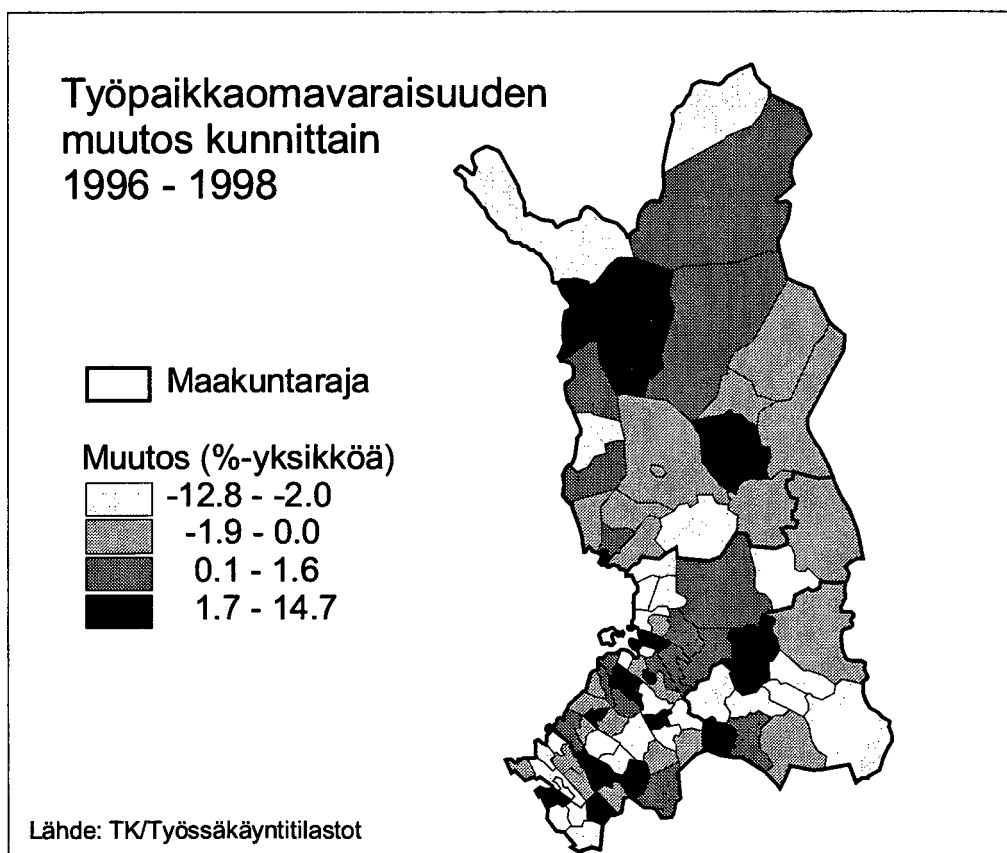 Työpaikkaomavaraisuuden
muutos kunnittain
1996 - 1998
Maakuntaraja
Muutos (%-yksikköä)
-12.8 - -2.0
-1.9 - 0.0
0.1 - 1.6
1.7 - 14.7
Lähde: TK/Työssäkäyntitilastot